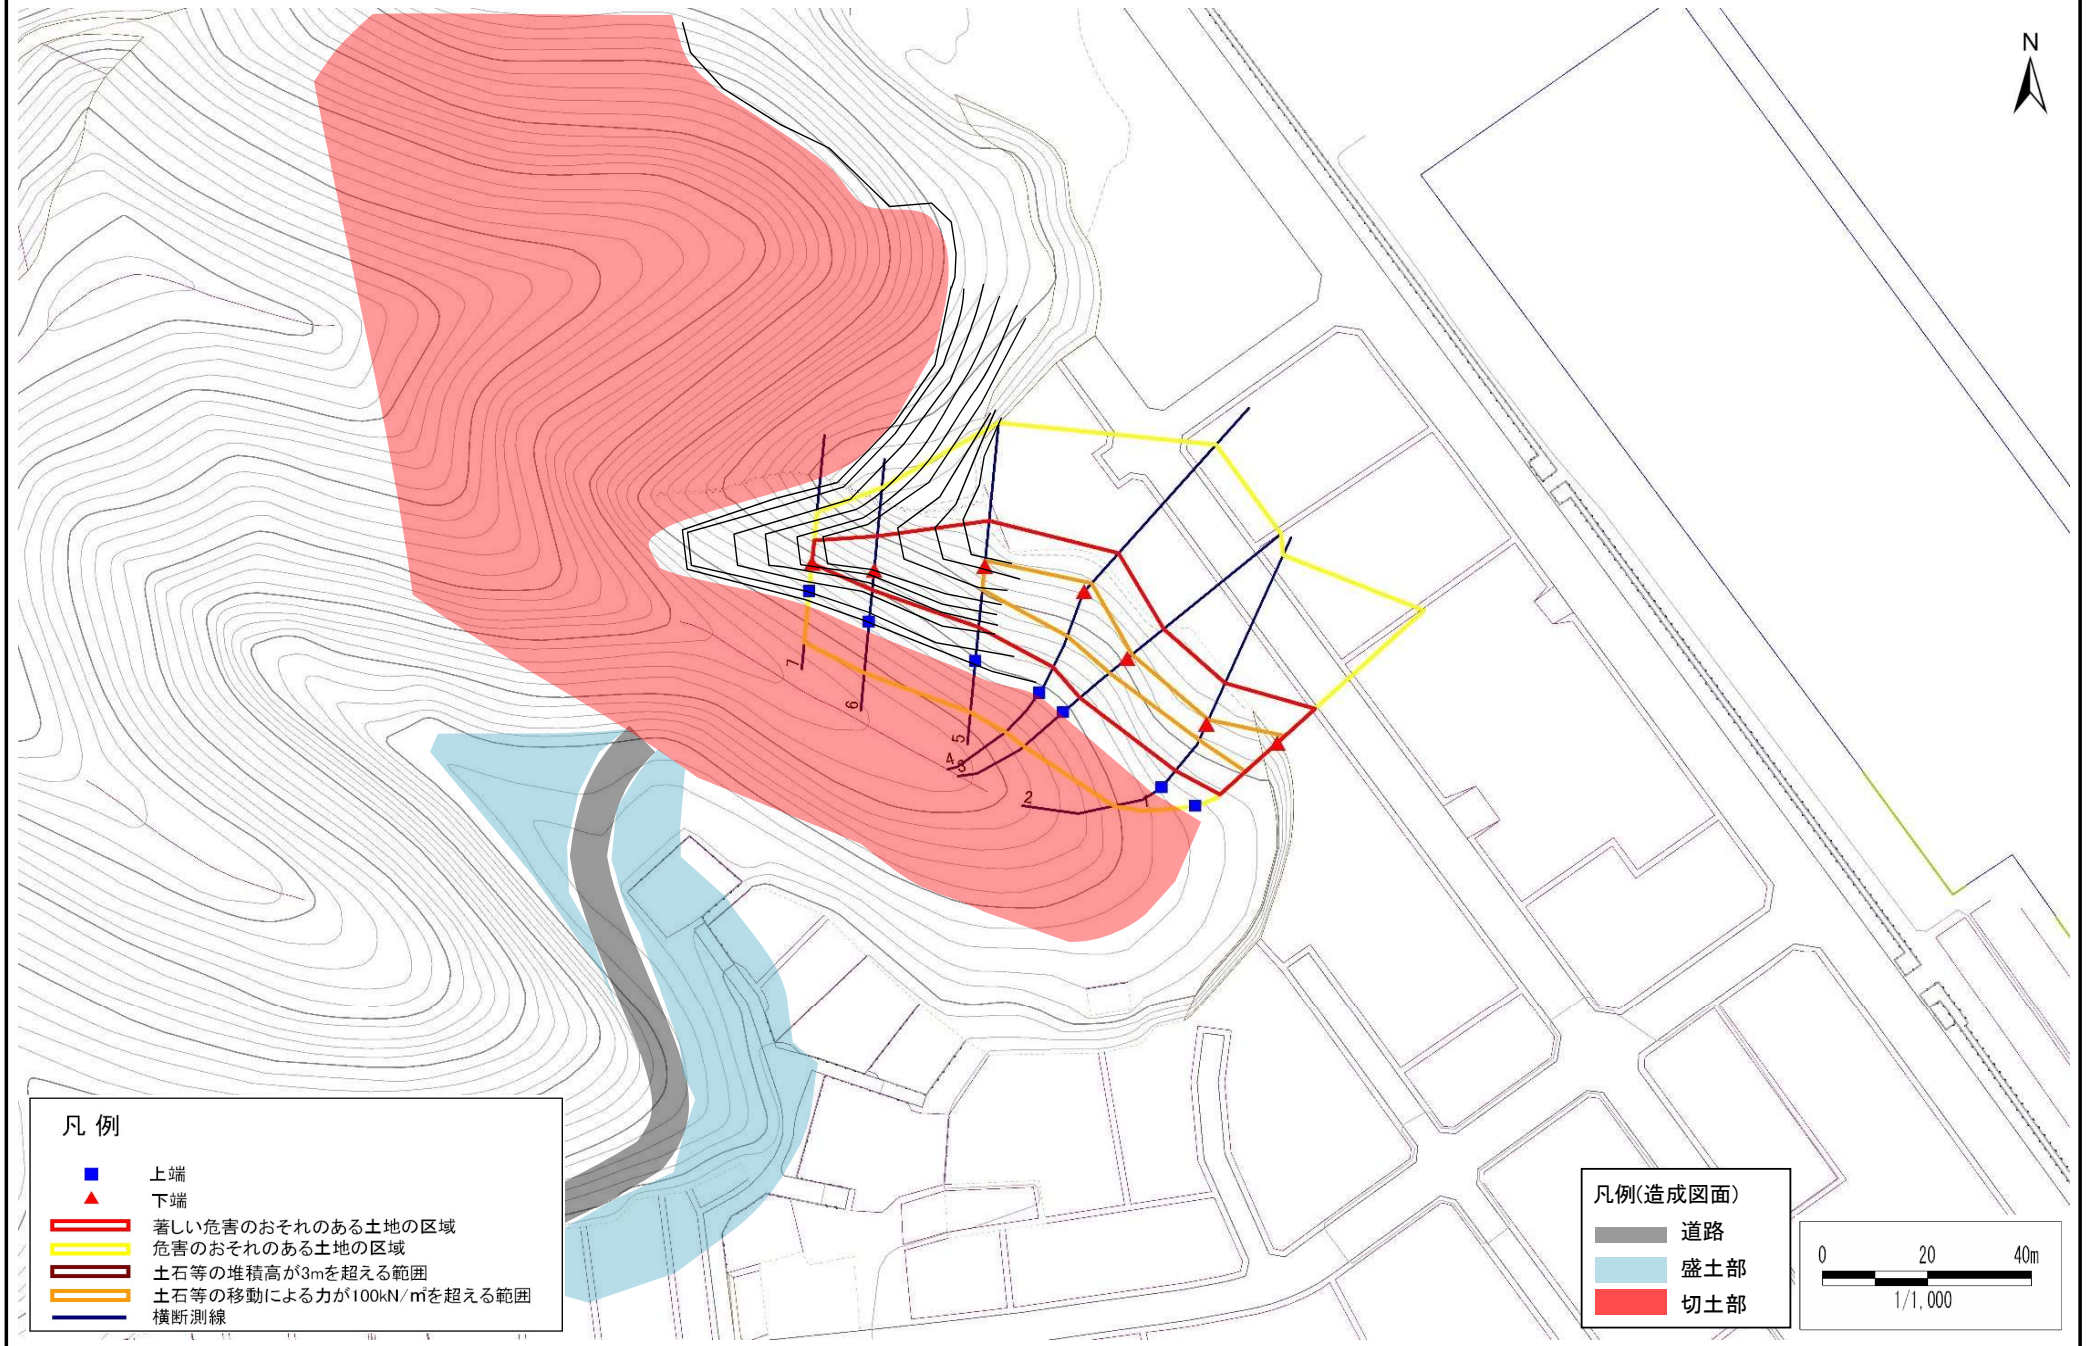 N
7
6
5
4
3
2
1
凡 例
上端
下端
著しい危害のおそれのある土地の区域
危害のおそれのある土地の区域
土石等の堆積高が3mを超える範囲
土石等の移動による力が100kN/㎡を超える範囲
横断測線
凡例(造成図面)
道路
盛土部
切土部
0 20 40m
1/1,000